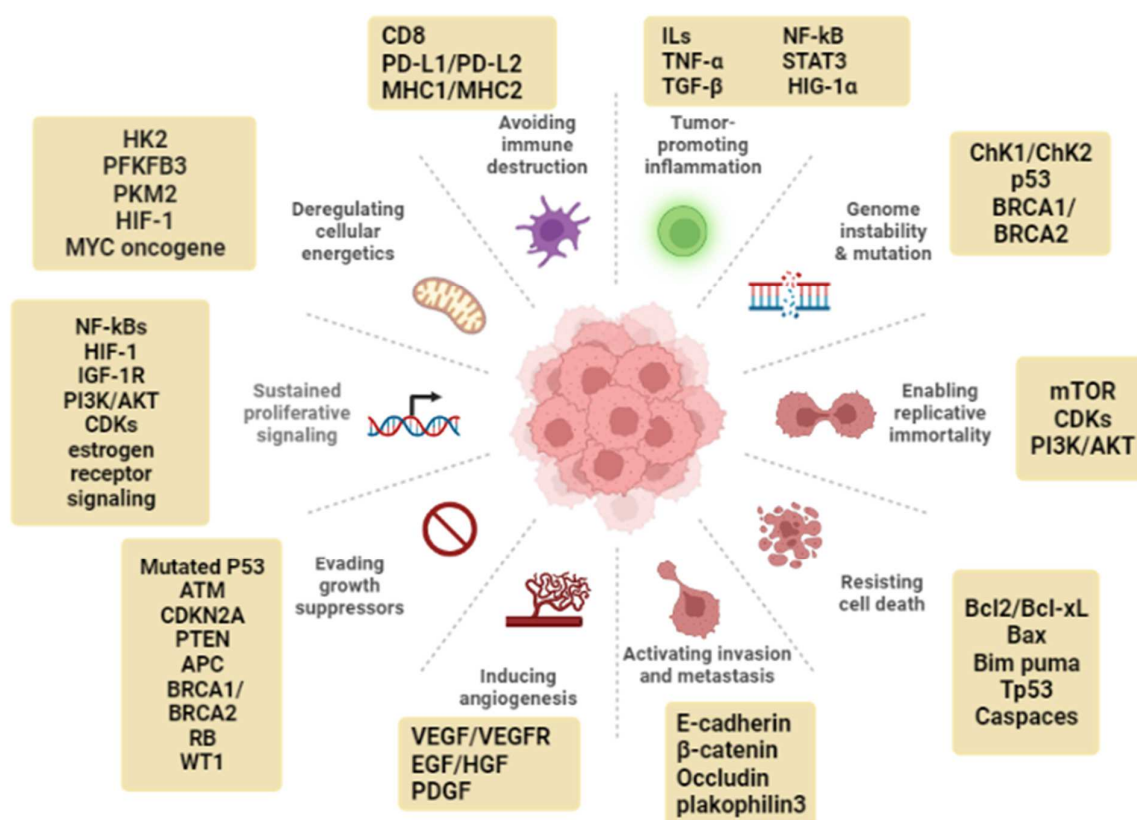 CD8
PD-L1/PD-L2
MHC1/MHC2
Avoiding
immune
destruction
ILs NF-kB
TNF-α STAT3
TGF-β HIG-1α
Tumor-
promoting
inflammation
ChK1/ChK2
p53
BRCA1/
BRCA2
Genome
instability
& mutation
mTOR
CDKs
PI3K/AKT
Enabling
replicative
immortality
Bcl2/Bcl-xL
Bax
Bim puma
Tp53
Caspaces
Resisting
cell death
Activating invasion
and metastasis
E-cadherin
β-catenin
Occludin
plakophilin3
Inducing
angiogenesis
VEGF/VEGFR
EGF/HGF
PDGF
Evading
growth
suppressors
Mutated P53
ATM
CDKN2A
PTEN
APC
BRCA1/
BRCA2
RB
WT1
Sustained
proliferative
signaling
NF-kBs
HIF-1
IGF-1R
PI3K/AKT
CDKs
estrogen
receptor
signaling
Deregulating
cellular
energetics
HK2
PFKFB3
PKM2
HIF-1
MYC oncogene